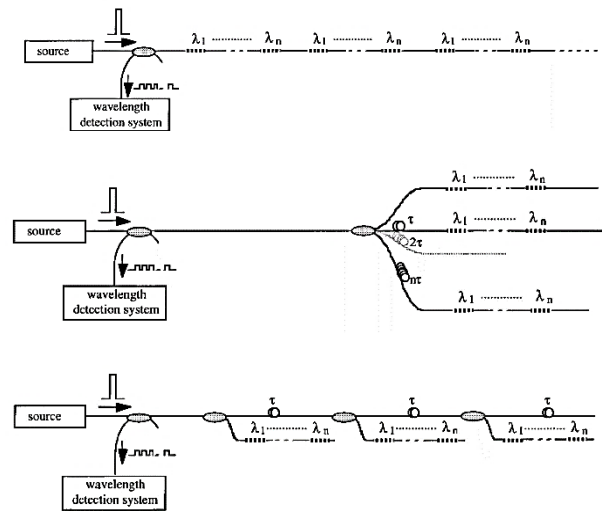 source
λ1 ........... λn λ1 ........... λn λ1 ........... λn
wavelength
detection system
λ1 ........... λn
source
τ λ1 ........... λn
2τ
wavelength
detection system
nτ
λ1 ........... λn
source
τ τ τ
λ1 ........ λn λ1 ........ λn λ1 ........ λn
wavelength
detection system